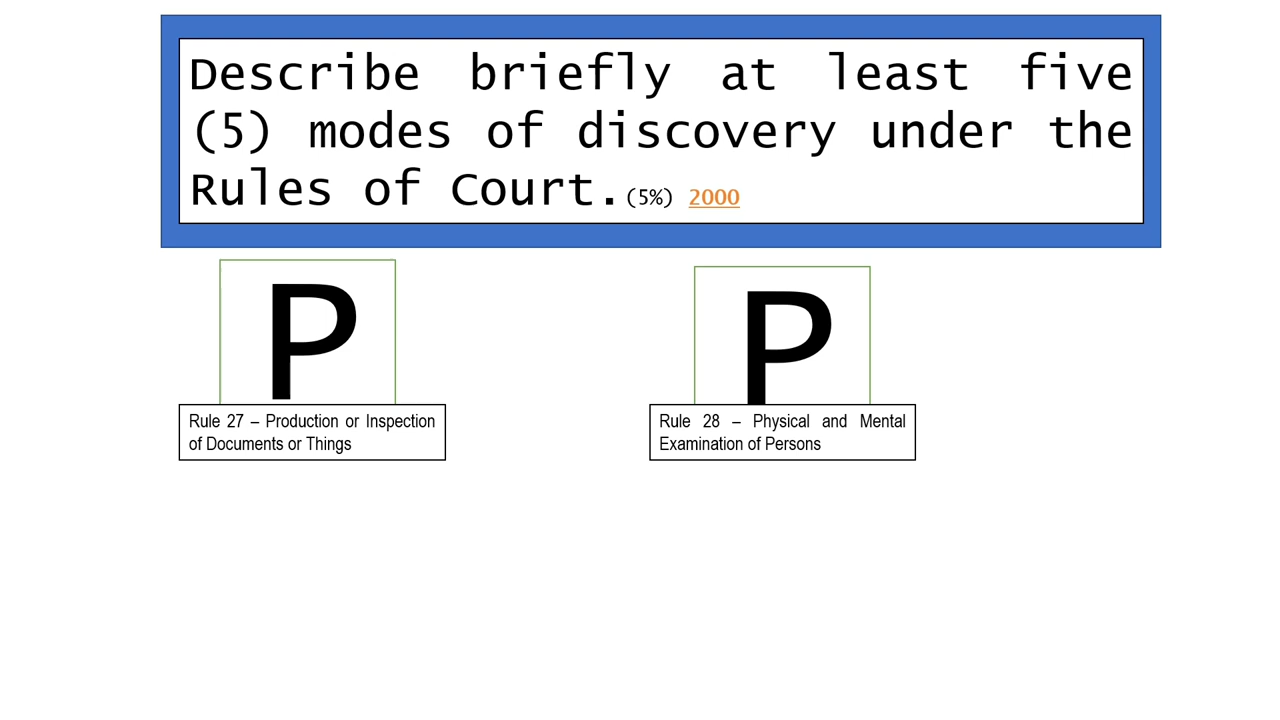 Describe briefly at least five
(5) modes of discovery under the
Rules of Court. (5%) 2000
P
P
Rule 27 – Production or Inspection
of Documents or Things
Rule 28 – Physical and Mental
Examination of Persons